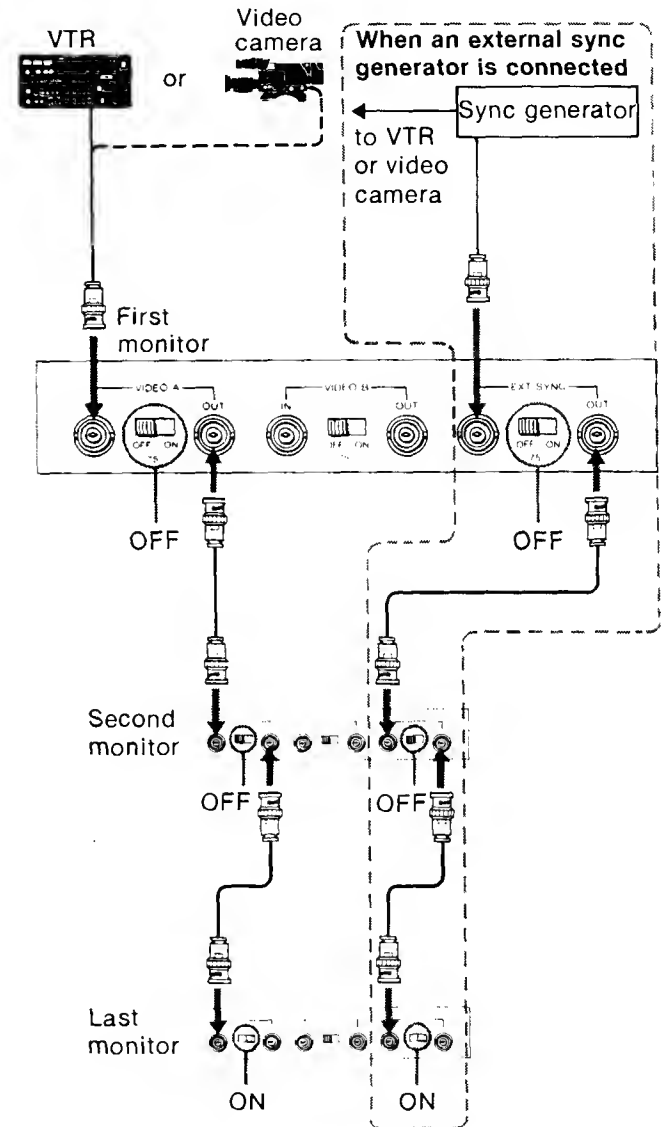 VTR
or
Video
camera
When an external sync
generator is connected
Sync generator
to VTR
or video
camera
First
monitor
VIDEO A
OUT
OFF ON
75
IN
VIDEO B
OUT
OFF ON
EXT SYNC
OUT
OFF ON
75
OFF
OFF
Second
monitor
OFF
OFF
Last
monitor
ON
ON